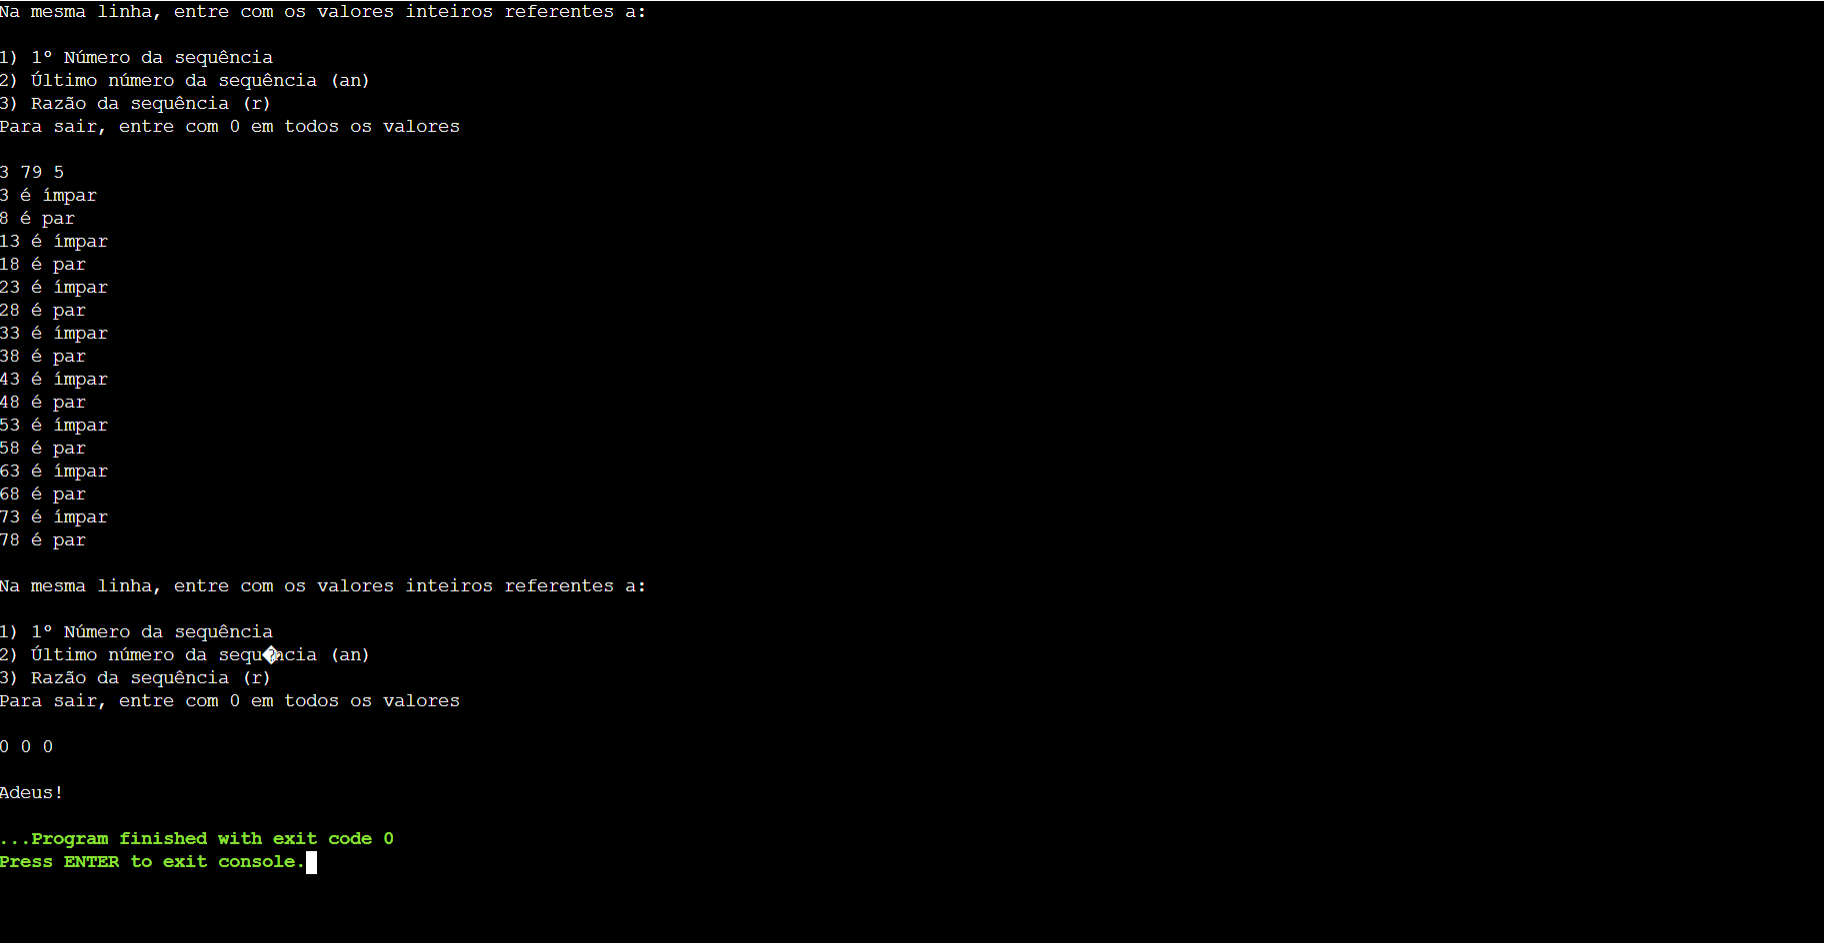 Na mesma linha, entre com os valores inteiros referentes a:
1) 1º Número da sequência
2) Último número da sequência (an)
3) Razão da sequência (r)
Para sair, entre com 0 em todos os valores
3 79 5
3 é ímpar
8 é par
13 é ímpar
18 é par
23 é ímpar
28 é par
33 é ímpar
38 é par
43 é ímpar
48 é par
53 é ímpar
58 é par
63 é ímpar
68 é par
73 é ímpar
78 é par
Na mesma linha, entre com os valores inteiros referentes a:
1) 1º Número da sequência
2) Último número da sequ�ncia (an)
3) Razão da sequência (r)
Para sair, entre com 0 em todos os valores
0 0 0
Adeus!
...Program finished with exit code 0
Press ENTER to exit console.